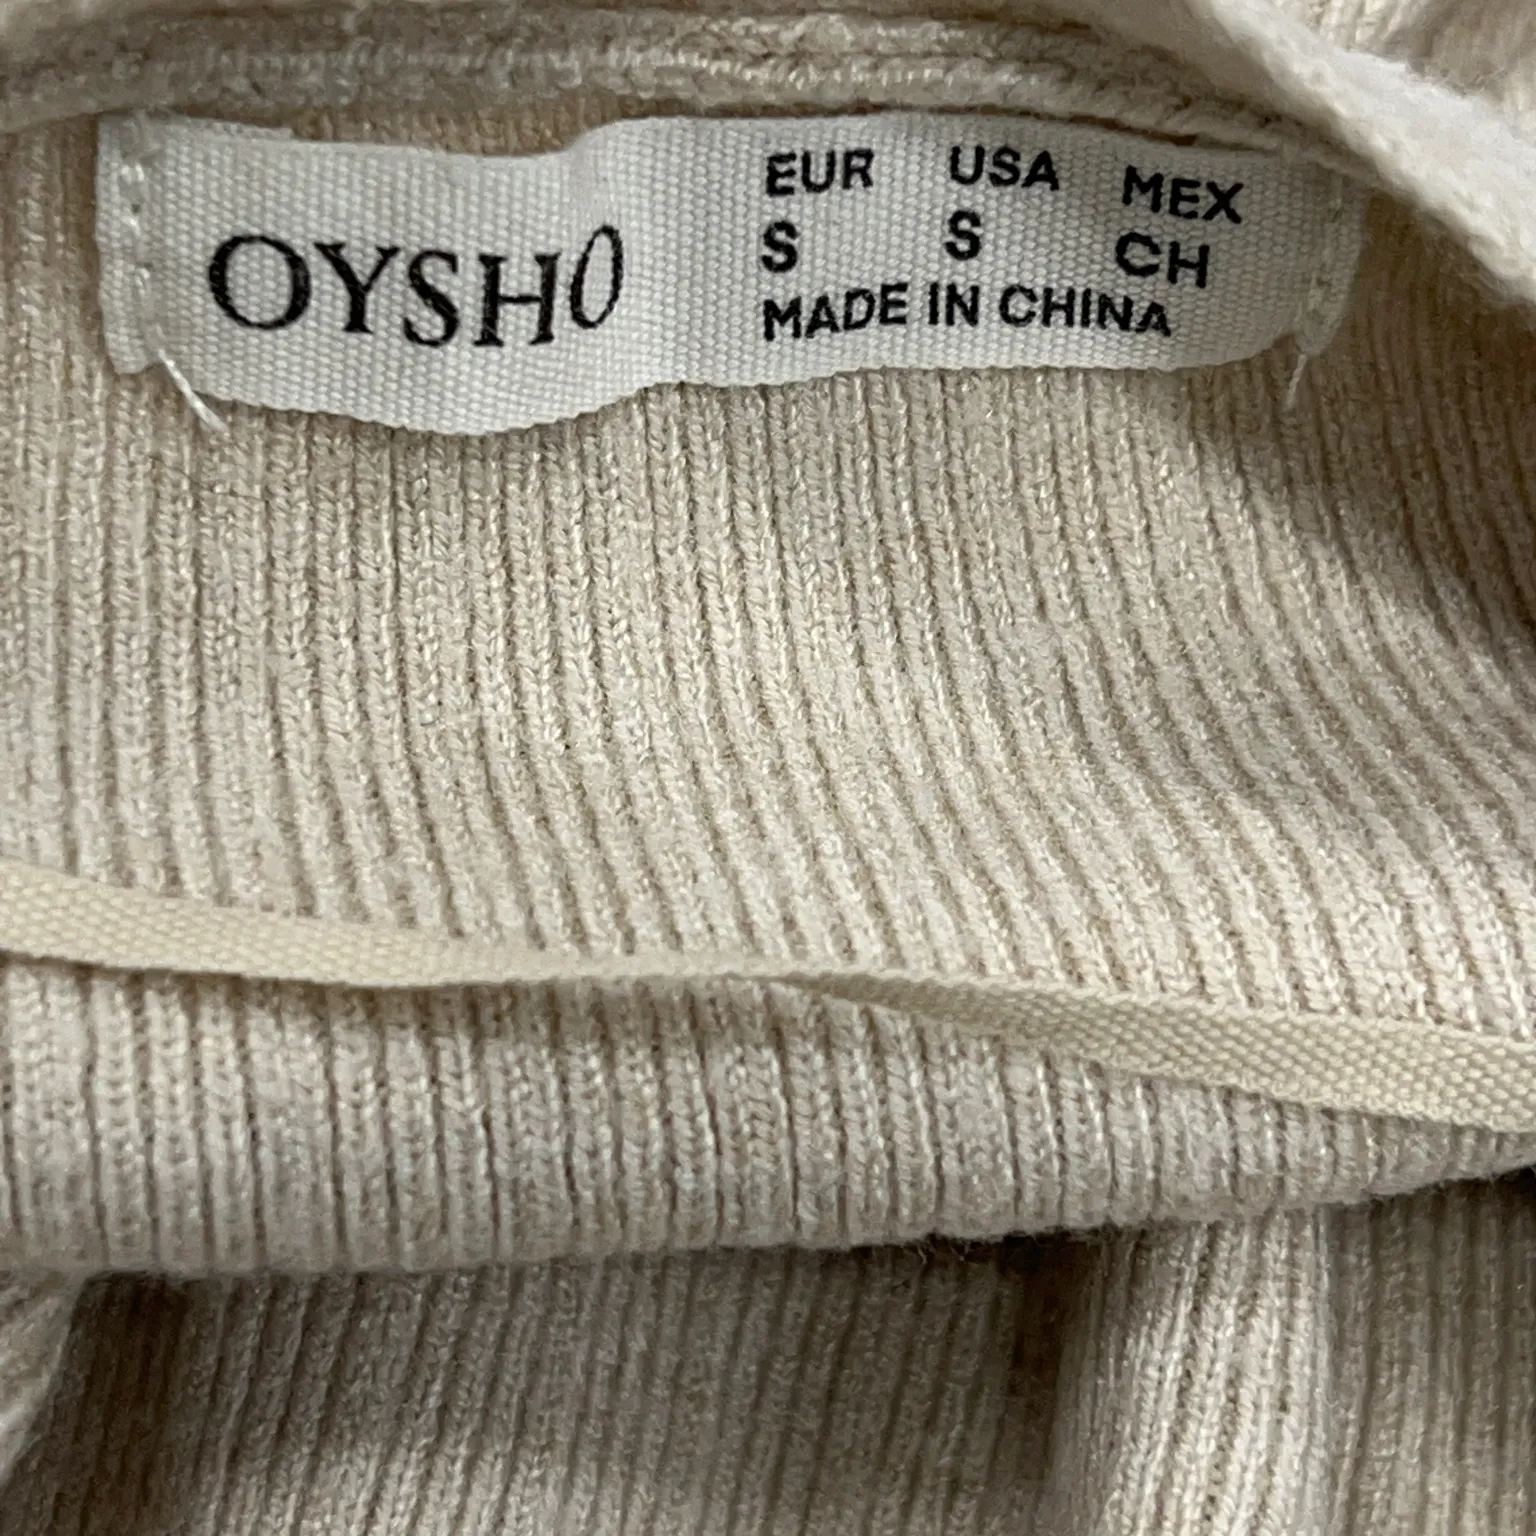 OYSHO
EUR USA MEX
S S CH
MADE IN CHINA